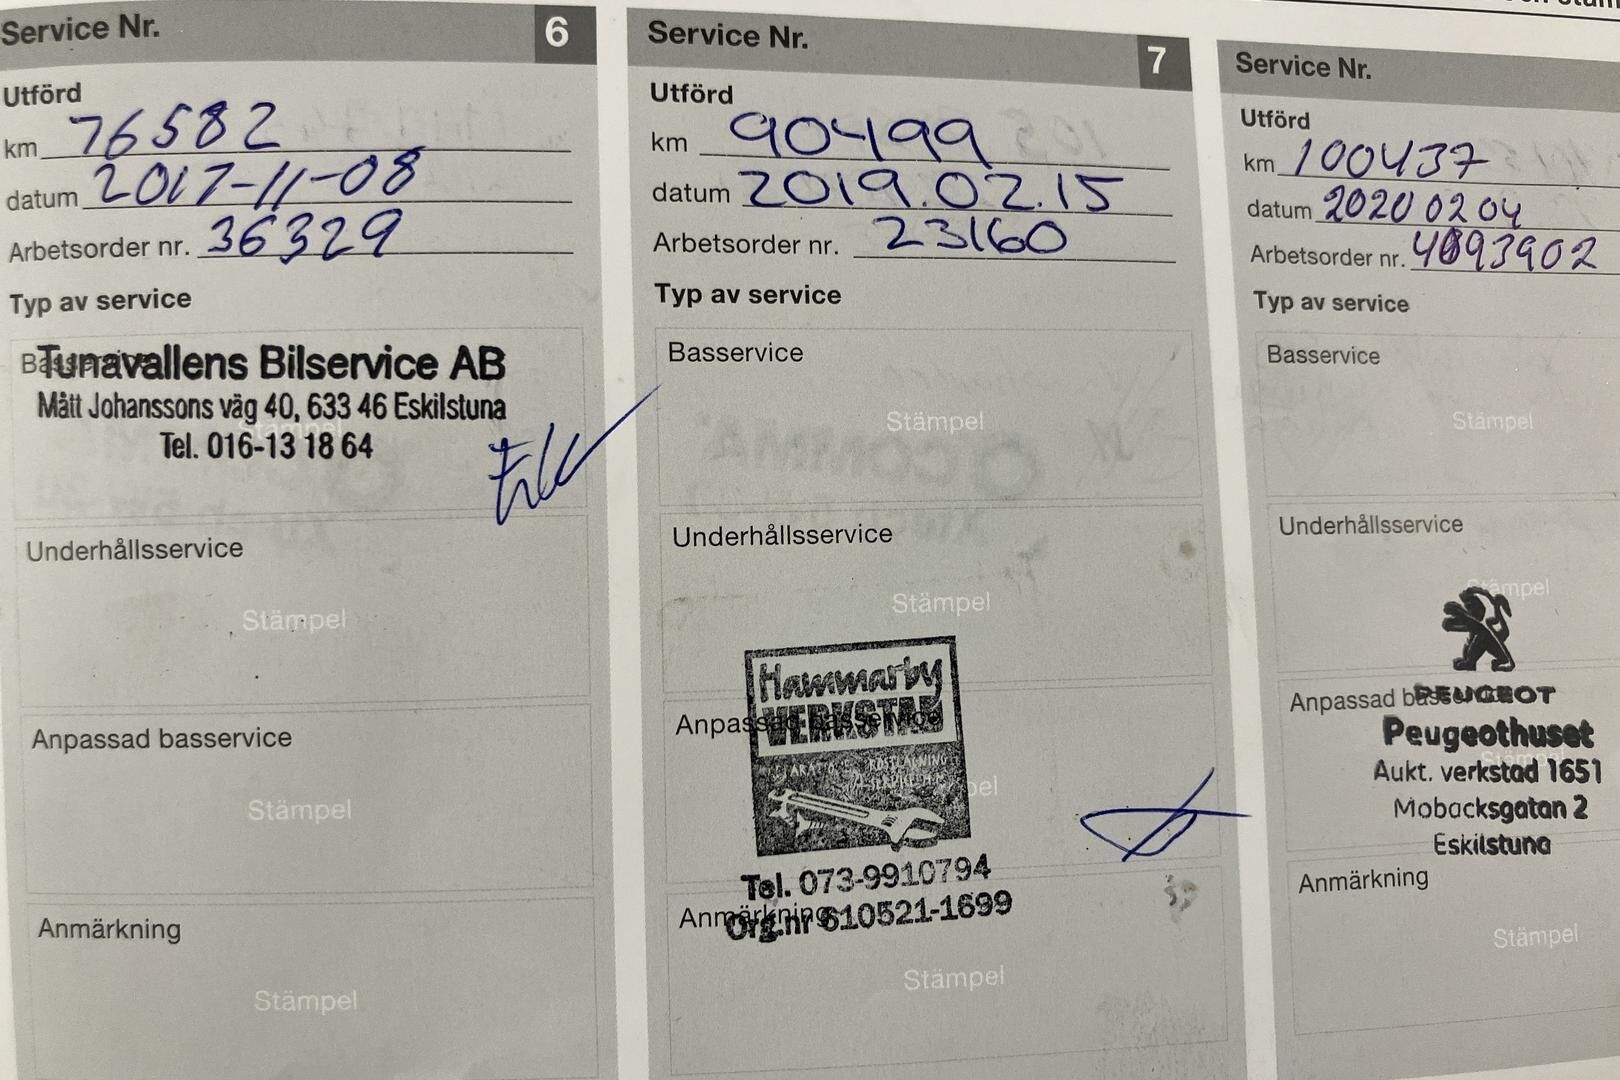 Service Nr. 6
Utförd
km 76582
datum 2017-11-08
Arbetsorder nr. 36329
Typ av service
Basservice
Tunavallens Bilservice AB
Mått Johanssons väg 40, 633 46 Eskilstuna
Stämpel
Tel. 016-13 18 64
Underhållsservice
Stämpel
Anpassad basservice
Stämpel
Anmärkning
Stämpel
Service Nr. 7
Utförd
km 90499
datum 2019.02.15
Arbetsorder nr. 23160
Typ av service
Basservice
Stämpel
Underhållsservice
Stämpel
Hammarby
VERKSTAD
Anpassad basservice
Stämpel
Tel. 073-9910794
Anmärkning
Org.nr 610521-1699
Stämpel
Service Nr.
Utförd
km 100437
datum 2020 02 04
Arbetsorder nr. 4093902
Typ av service
Basservice
Stämpel
Underhållsservice
Stämpel
PEUGEOT
Anpassad basservice
Peugeothuset
Stämpel
Aukt. verkstad 1651
Mobacksgatan 2
Eskilstuna
Anmärkning
Stämpel